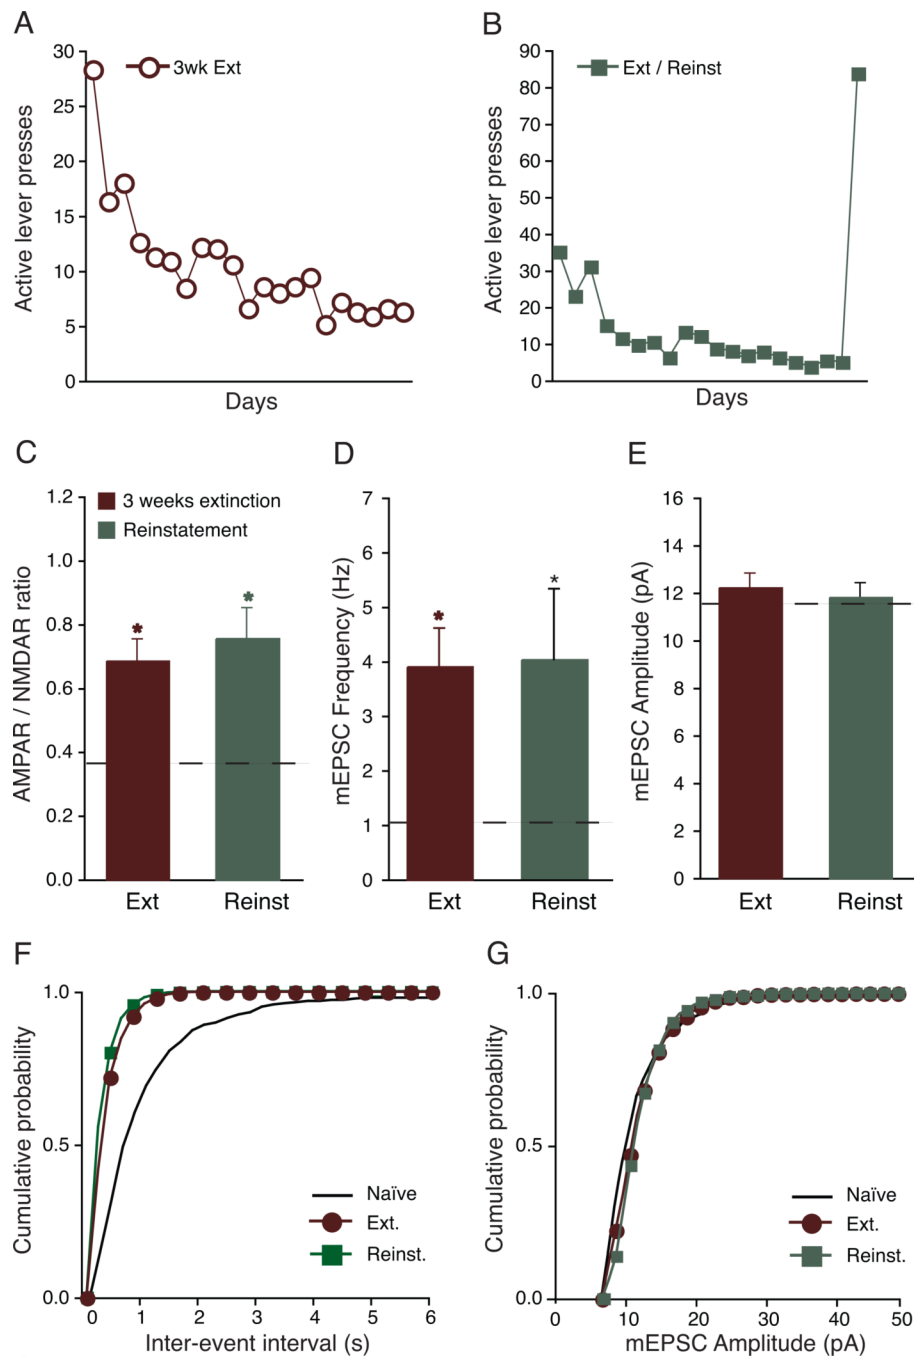 A
3wk Ext
Active lever presses
30
25
20
15
10
5
0
Days
B
Ext / Reinst
Active lever presses
90
80
70
60
50
40
30
20
10
0
Days
C
3 weeks extinction
Reinstatement
AMPAR / NMDAR ratio
1.2
1.0
0.8
0.6
0.4
0.2
0.0
*
*
Ext
Reinst
D
mEPSC Frequency (Hz)
7
6
5
4
3
2
1
0
*
*
Ext
Reinst
E
mEPSC Amplitude (pA)
16
14
12
10
8
6
4
2
0
Ext
Reinst
F
Cumulative probability
1.0
0.5
0.0
Naïve
Ext.
Reinst.
0 1 2 3 4 5 6
Inter-event interval (s)
G
Cumulative probability
1.0
0.5
0.0
Naïve
Ext.
Reinst.
0 10 20 30 40 50
mEPSC Amplitude (pA)